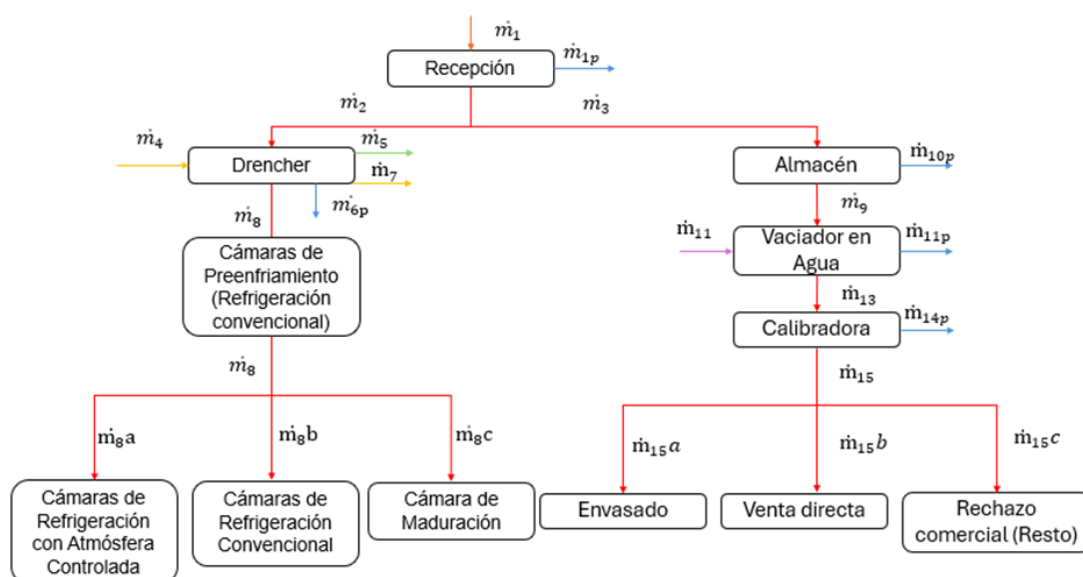 ṁ₁
ṁ₁ₚ
Recepción
ṁ₂
ṁ₃
ṁ₄
ṁ₅
ṁ₁₀ₚ
Drencher
Almacén
ṁ₇
ṁ₆ₚ
ṁ₈
ṁ₉
ṁ₁₁
ṁ₁₁ₚ
Cámaras de
Preenfriamiento
(Refrigeración
convencional)
Vaciador en
Agua
ṁ₁₃
ṁ₁₄ₚ
Calibradora
ṁ₈
ṁ₁₅
ṁ₈a
ṁ₈b
ṁ₈c
ṁ₁₅a
ṁ₁₅b
ṁ₁₅c
Cámaras de
Refrigeración
con Atmósfera
Controlada
Cámaras de
Refrigeración
Convencional
Cámara de
Maduración
Envasado
Venta directa
Rechazo
comercial (Resto)